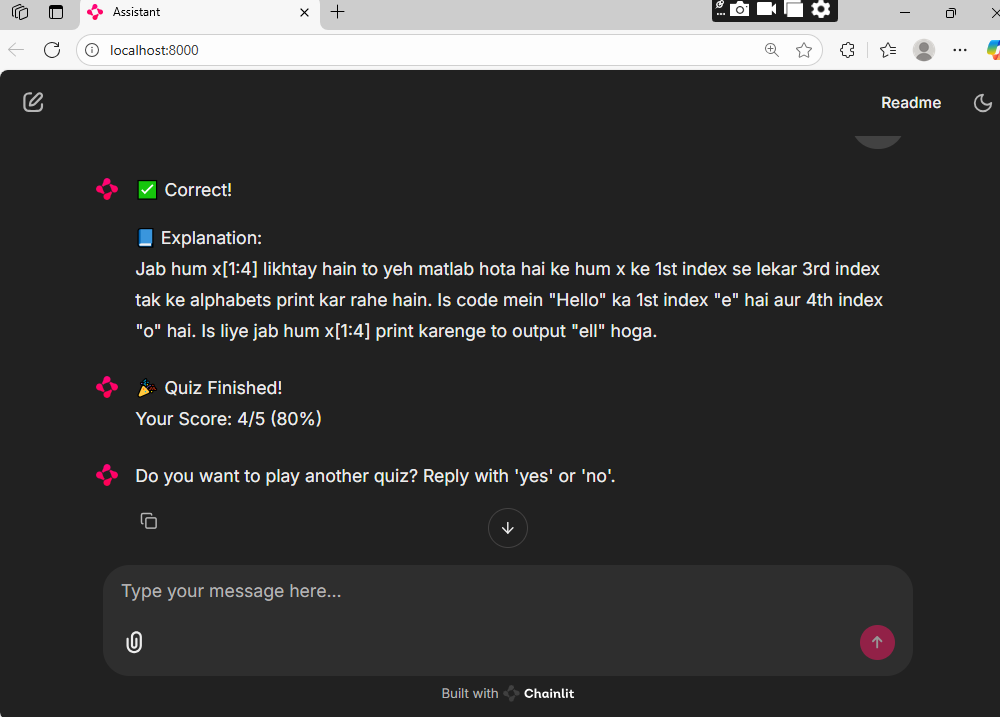 Assistant
localhost:8000
Readme
✅ Correct!
📘 Explanation:
Jab hum x[1:4] likhtay hain to yeh matlab hota hai ke hum x ke 1st index se lekar 3rd index
tak ke alphabets print kar rahe hain. Is code mein "Hello" ka 1st index "e" hai aur 4th index
"o" hai. Is liye jab hum x[1:4] print karenge to output "ell" hoga.
🎉 Quiz Finished!
Your Score: 4/5 (80%)
Do you want to play another quiz? Reply with 'yes' or 'no'.
Type your message here...
Built with Chainlit